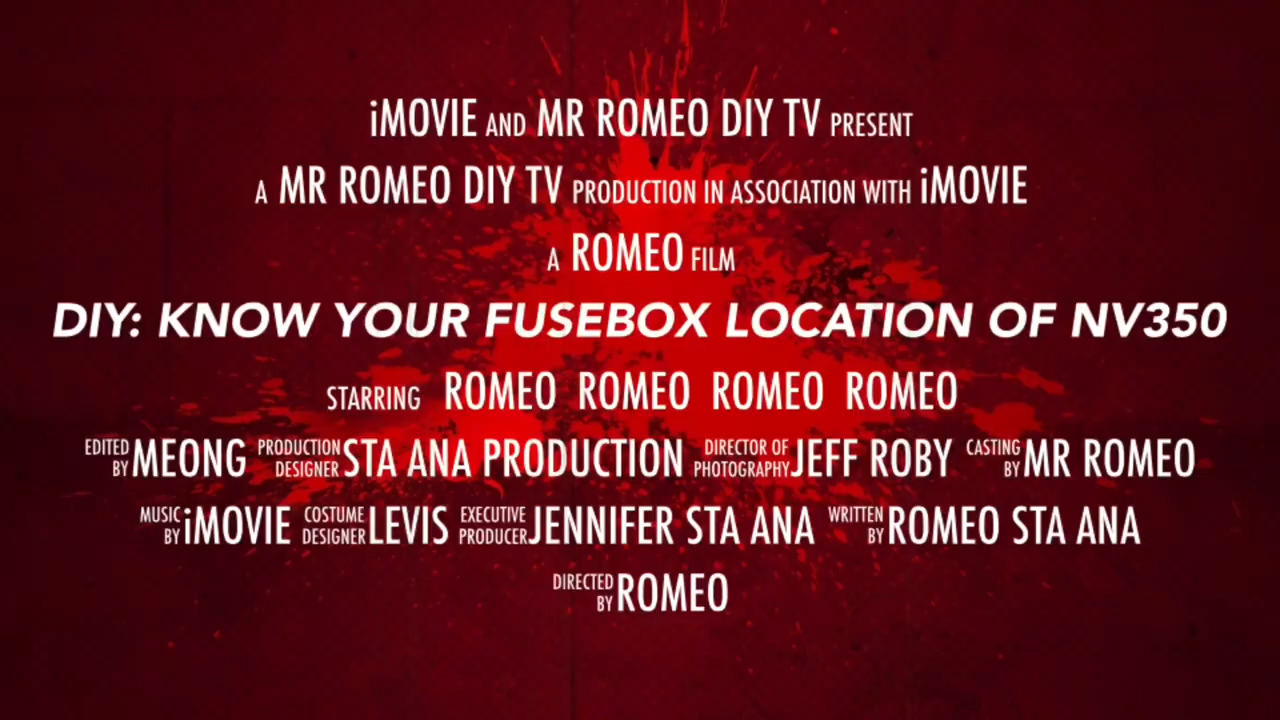 iMOVIE AND MR ROMEO DIY TV PRESENT
A MR ROMEO DIY TV PRODUCTION IN ASSOCIATION WITH iMOVIE
A ROMEO FILM
DIY: KNOW YOUR FUSEBOX LOCATION OF NV350
STARRING ROMEO ROMEO ROMEO ROMEO
EDITED BY MEONG PRODUCTION DESIGNER STA ANA PRODUCTION DIRECTOR OF PHOTOGRAPHY JEFF ROBY CASTING BY MR ROMEO
MUSIC BY iMOVIE COSTUME DESIGNER LEVIS EXECUTIVE PRODUCER JENNIFER STA ANA WRITTEN BY ROMEO STA ANA
DIRECTED BY ROMEO